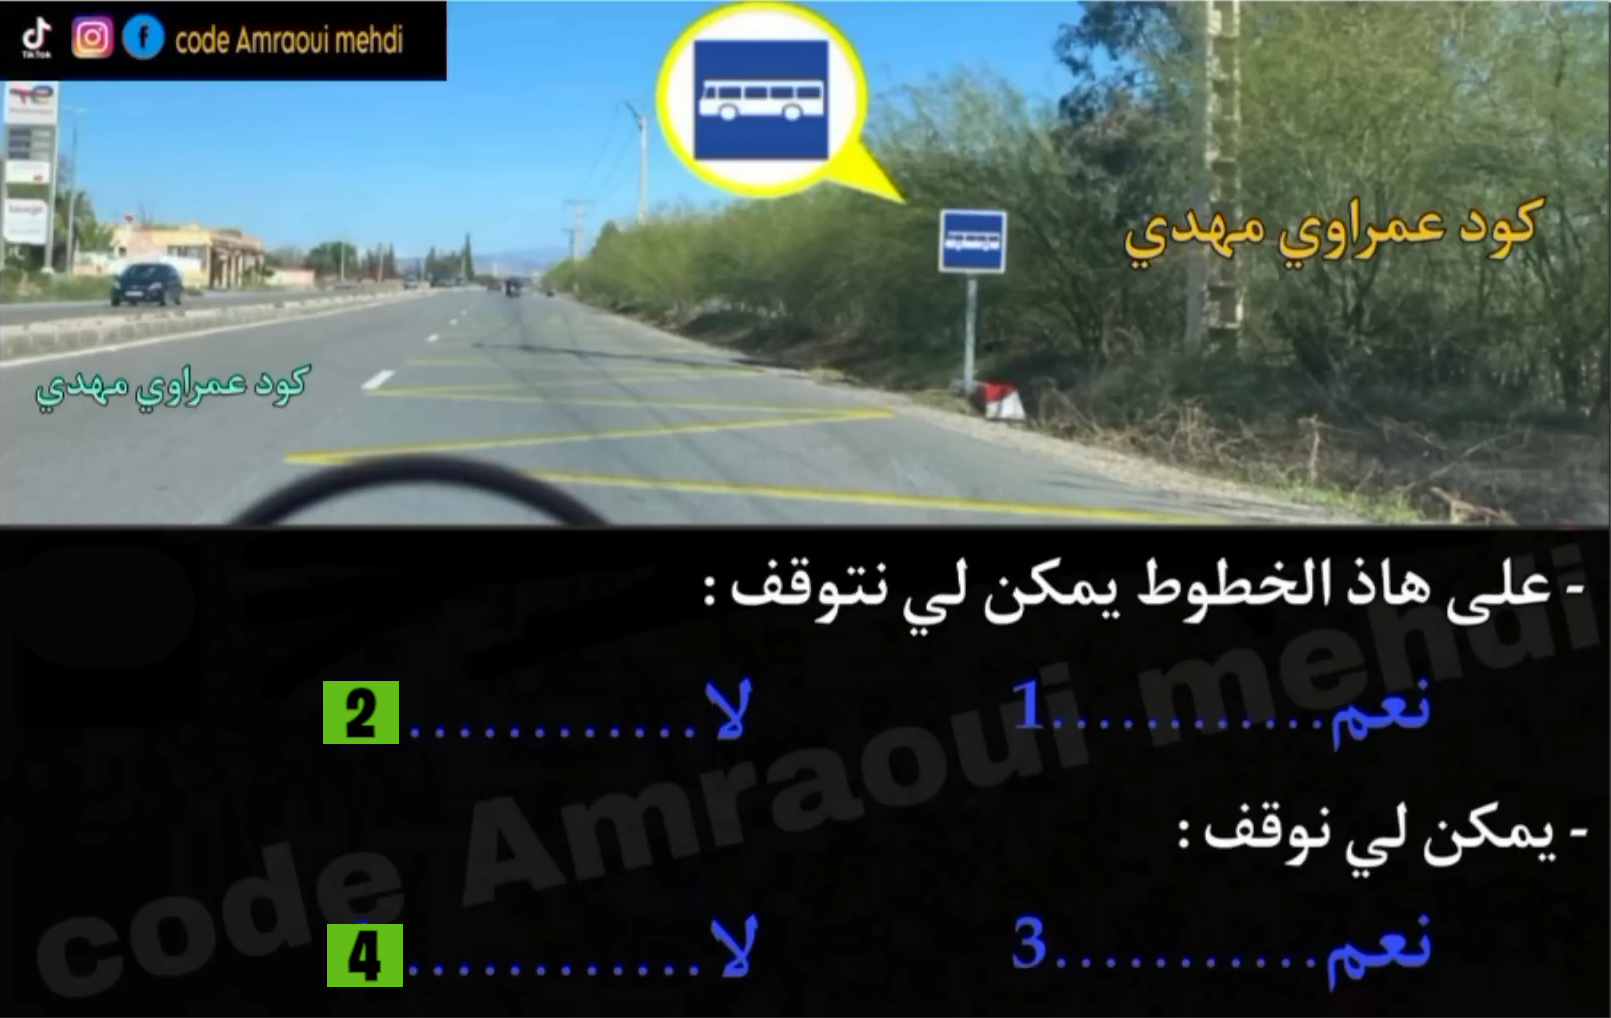 TikTok
code Amraoui mehdi
كود عمراوي مهدي
كود عمراوي مهدي
- على هاذ الخطوط يمكن لي نتوقف :
نعم............1 لا............2
- يمكن لي نوقف :
نعم...........3 لا............4
code Amraoui mehdi